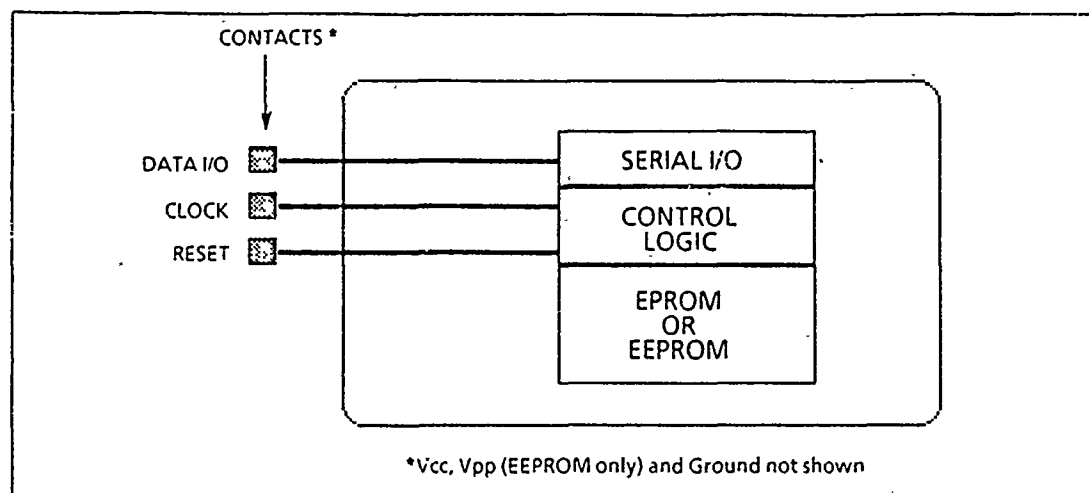 CONTACTS *
DATA I/O
CLOCK
RESET
SERIAL I/O
CONTROL
LOGIC
EPROM
OR
EEPROM
*Vcc, Vpp (EEPROM only) and Ground not shown